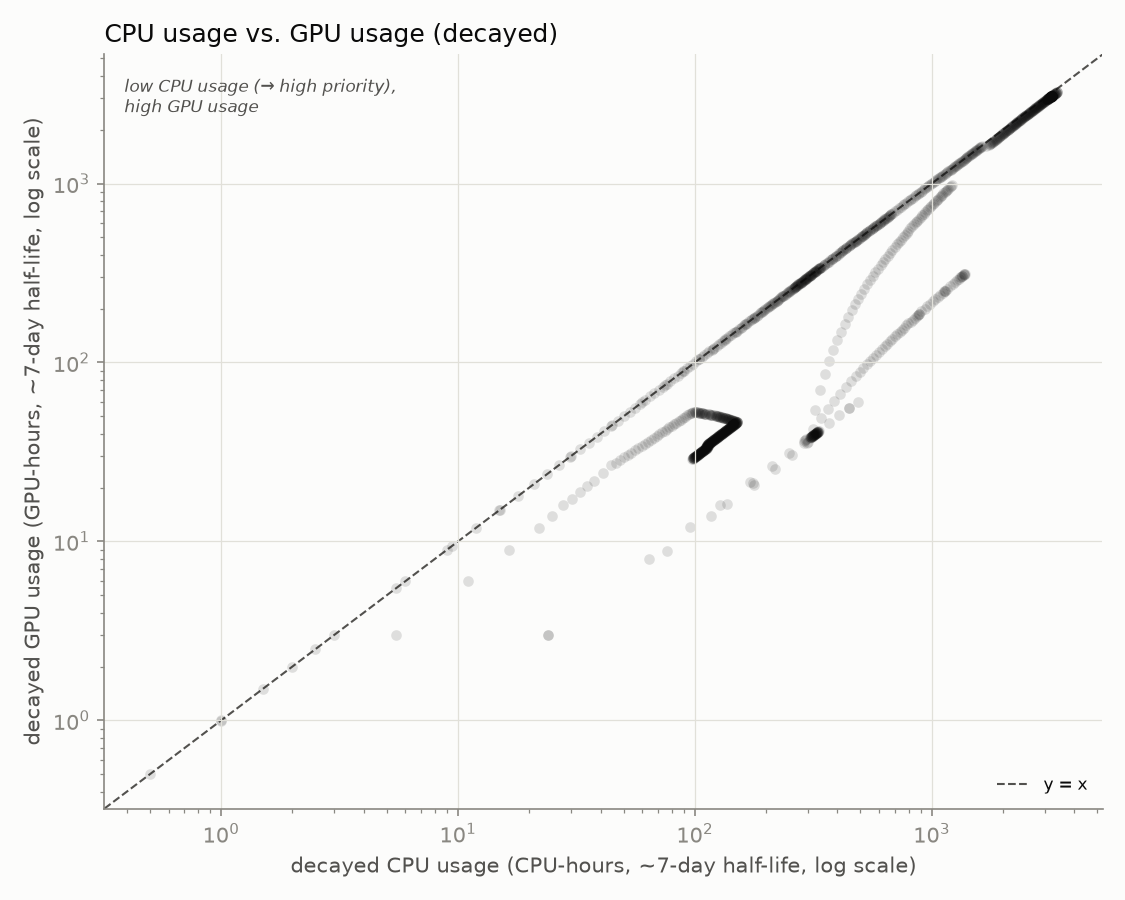 CPU usage vs. GPU usage (decayed)
low CPU usage (→ high priority),
high GPU usage
decayed GPU usage (GPU-hours, ~7-day half-life, log scale)
10³
10²
10¹
10⁰
y = x
10⁰ 10¹ 10² 10³
decayed CPU usage (CPU-hours, ~7-day half-life, log scale)